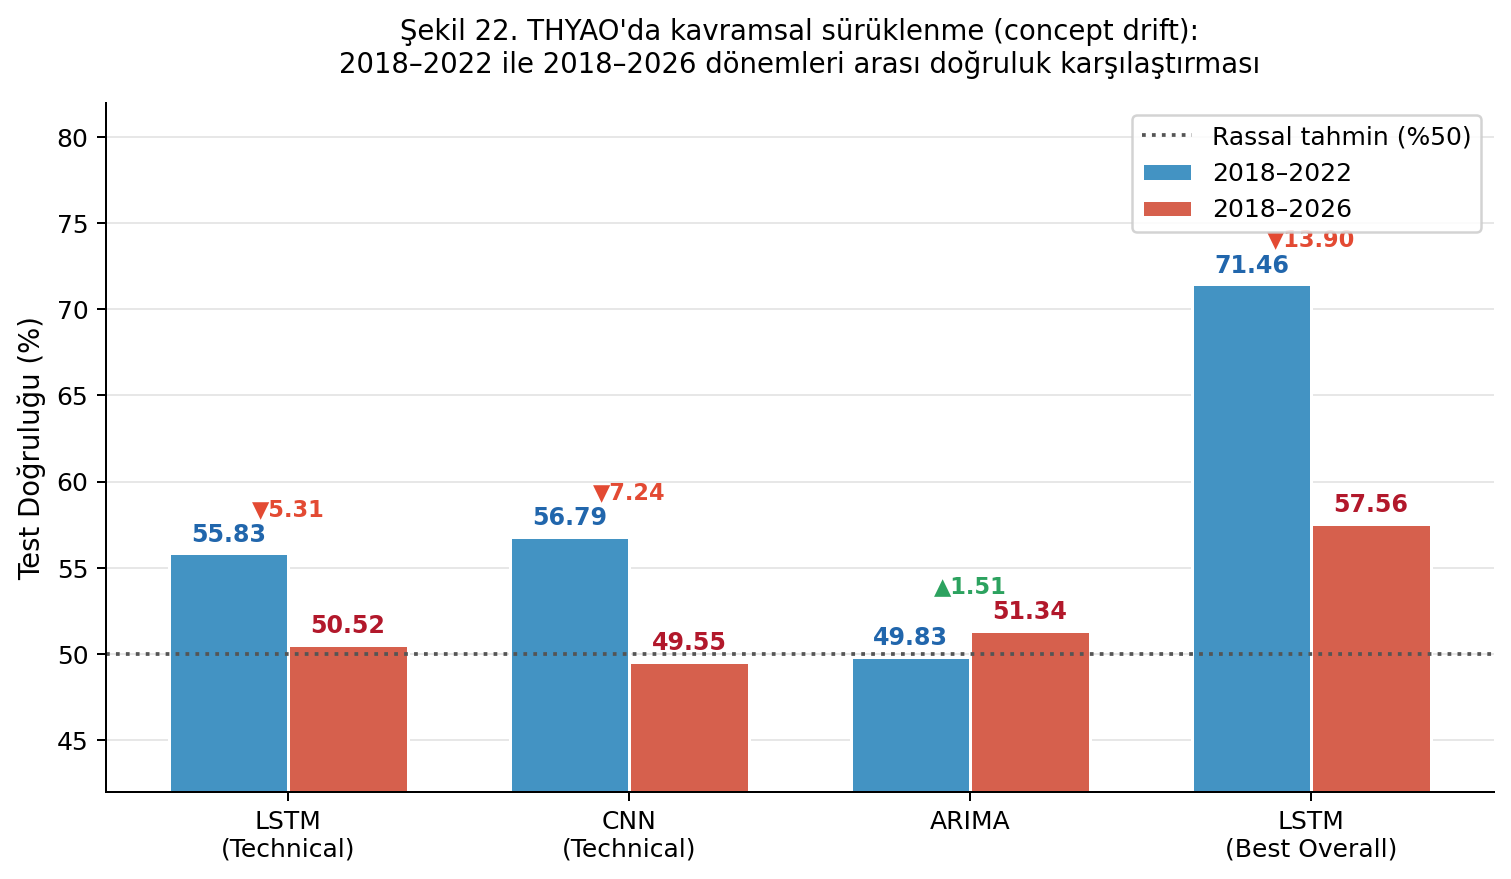 Şekil 22. THYAO'da kavramsal sürüklenme (concept drift):
2018–2022 ile 2018–2026 dönemleri arası doğruluk karşılaştırması
Rassal tahmin (%50)
2018–2022
2018–2026
Test Doğruluğu (%)
80
75
70
65
60
55
50
45
▼5.31
55.83
50.52
▼7.24
56.79
49.55
▲1.51
49.83
51.34
▼13.90
71.46
57.56
LSTM
(Technical)
CNN
(Technical)
ARIMA
LSTM
(Best Overall)